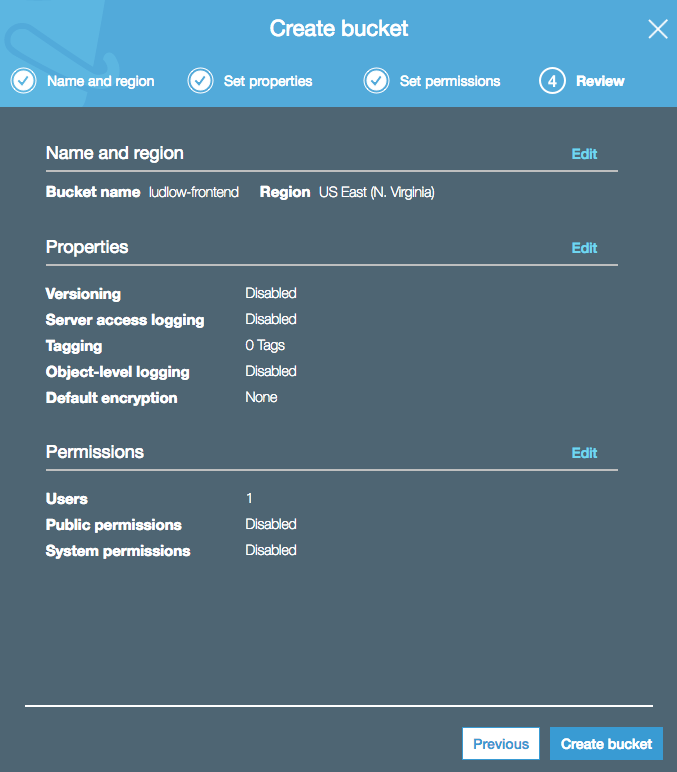 Create bucket
Name and region Set properties Set permissions 4 Review
Name and region Edit
Bucket name ludlow-frontend Region US East (N. Virginia)
Properties Edit
Versioning Disabled
Server access logging Disabled
Tagging 0 Tags
Object-level logging Disabled
Default encryption None
Permissions Edit
Users 1
Public permissions Disabled
System permissions Disabled
Previous Create bucket